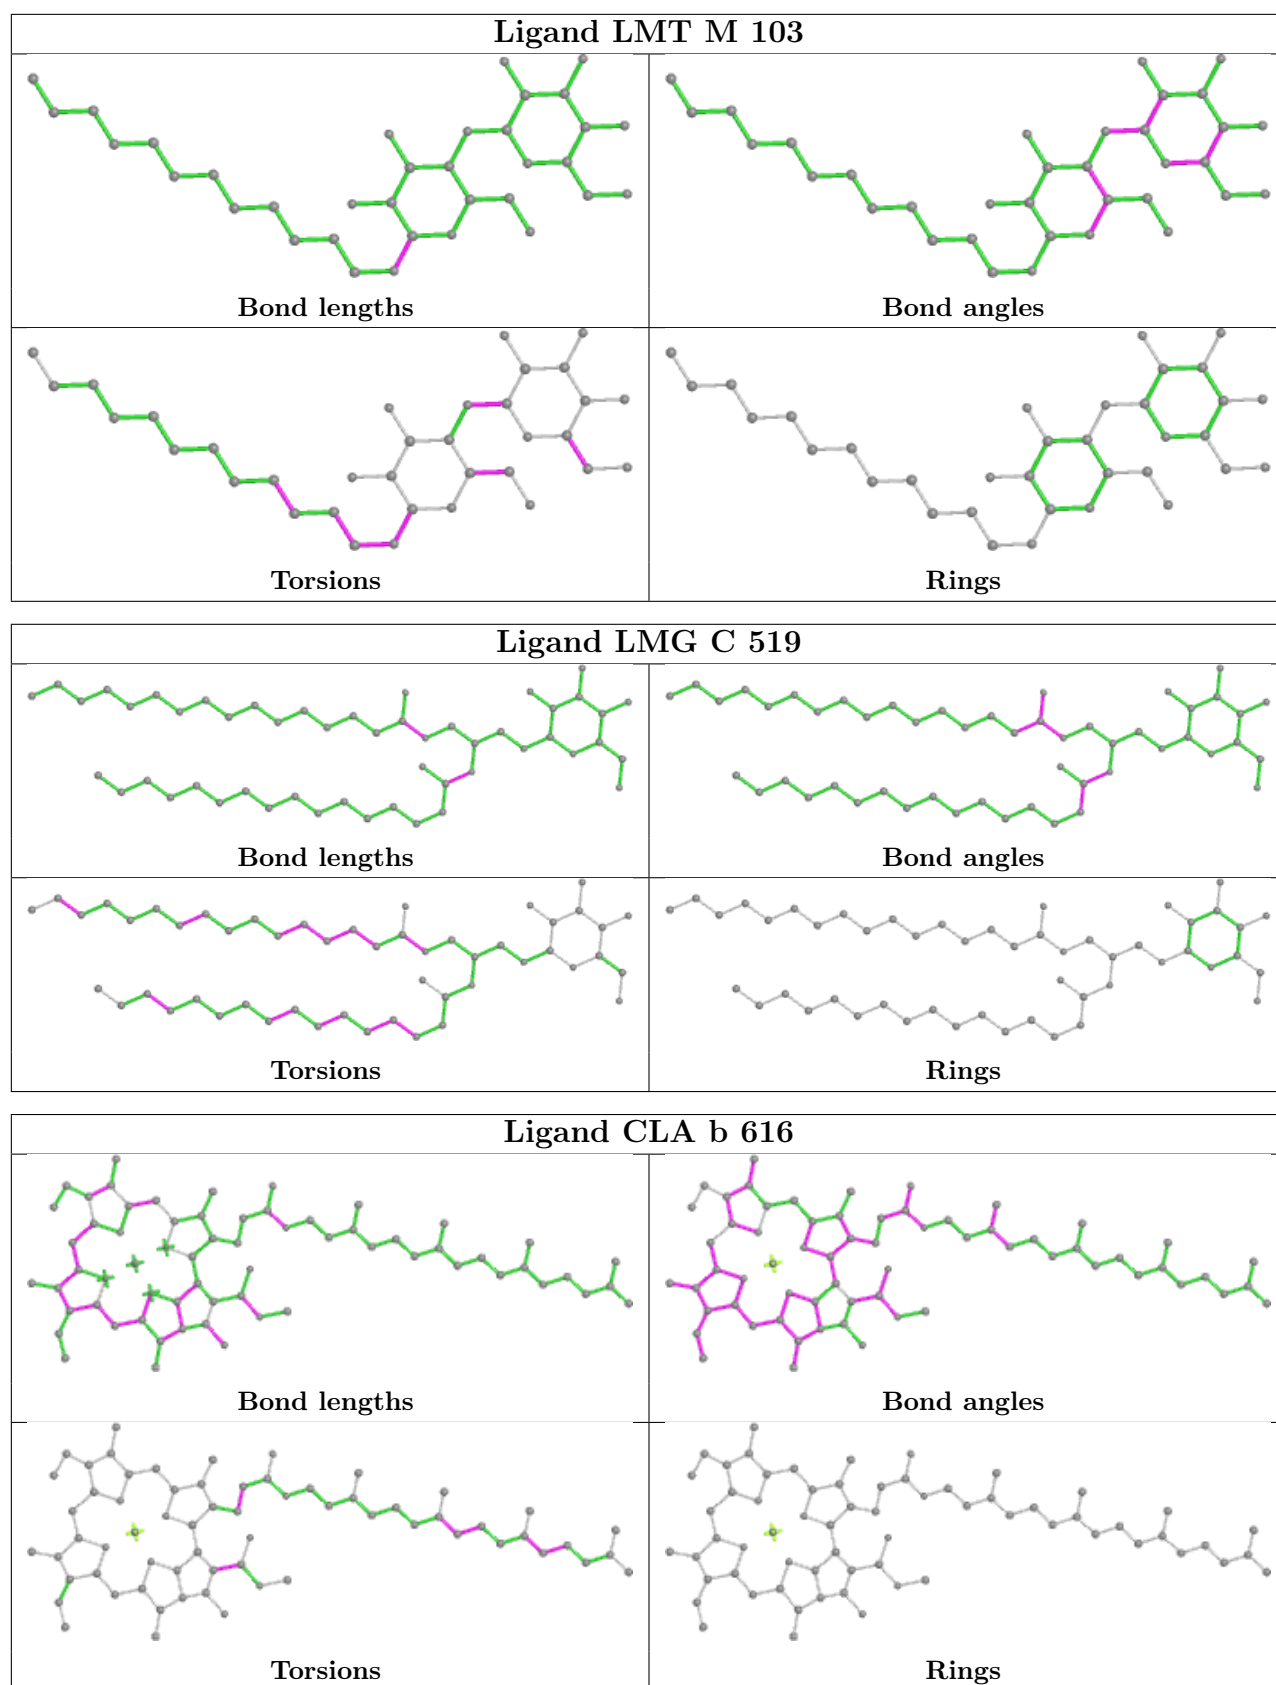 Ligand LMT M 103
Bond lengths
Bond angles
Torsions
Rings
Ligand LMG C 519
Bond lengths
Bond angles
Torsions
Rings
Ligand CLA b 616
Bond lengths
Bond angles
Torsions
Rings